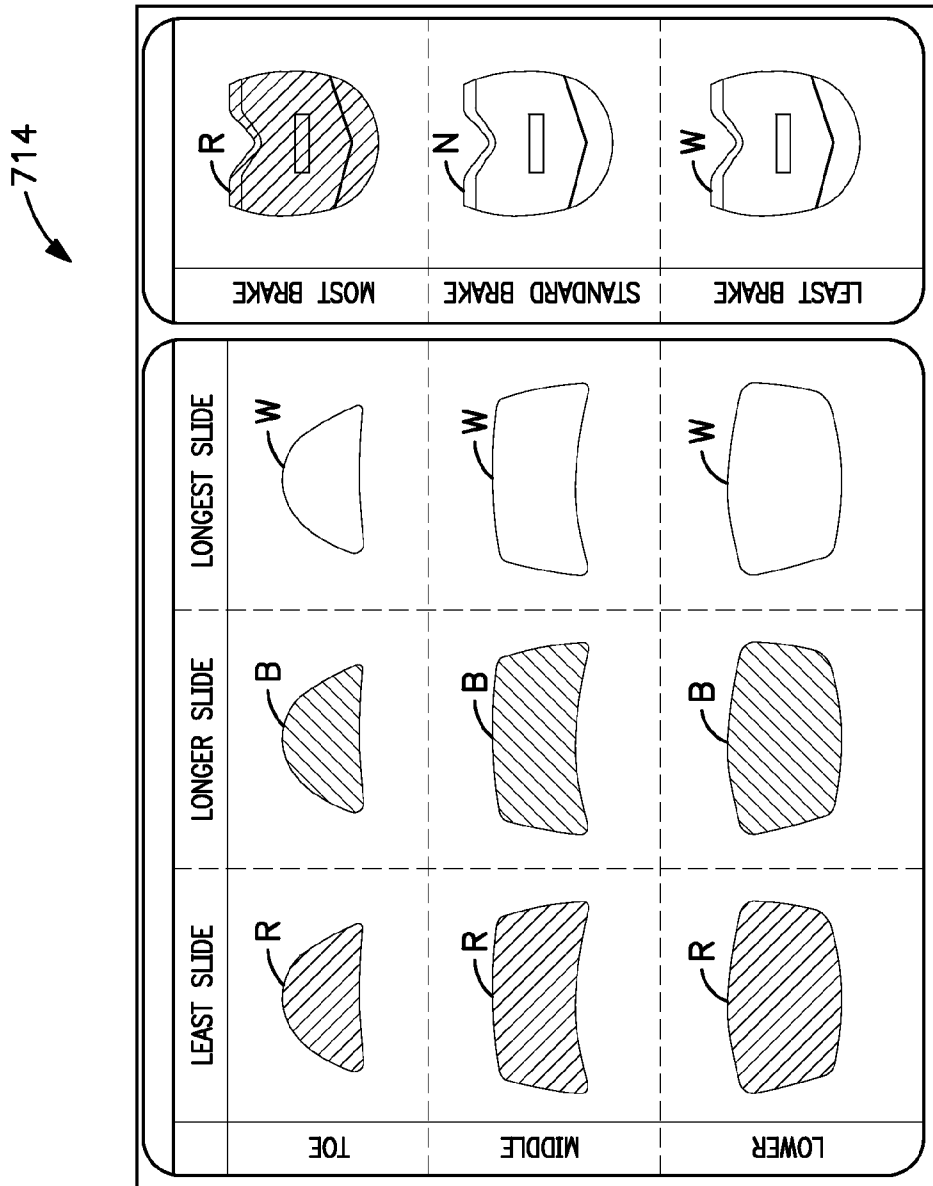 714
LEAST SLIDE
LONGER SLIDE
LONGEST SLIDE
TOE
R
B
W
MIDDLE
R
B
W
LOWER
R
B
W
MOST BRAKE
R
STANDARD BRAKE
N
LEAST BRAKE
W